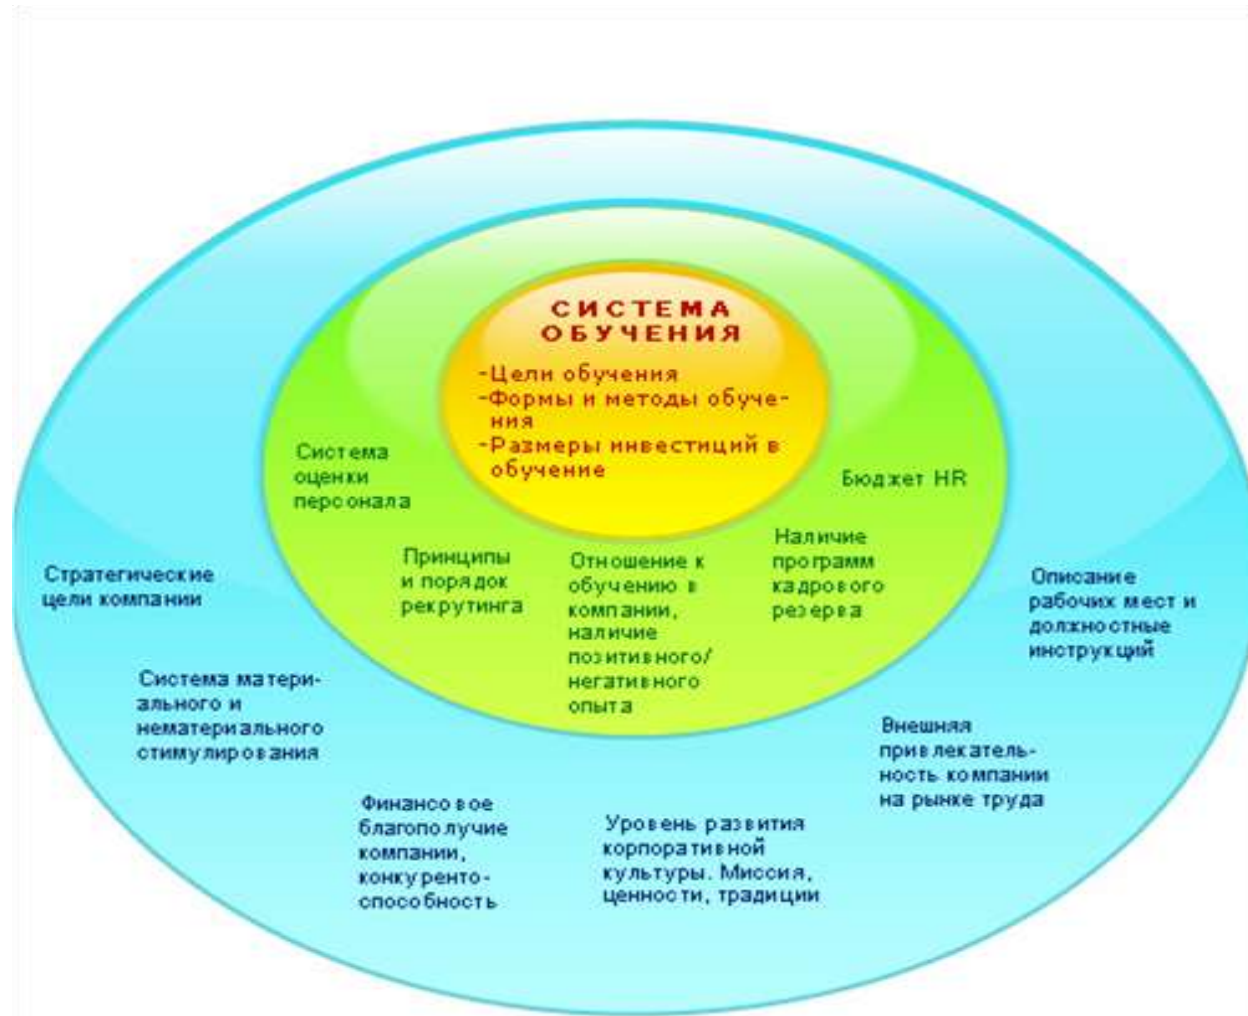 СИСТЕМА
ОБУЧЕНИЯ
-Цели обучения
-Формы и методы обуче-
ния
-Размеры инвестиций в
обучение
Система
оценки
персонала
Принципы
и порядок
рекрутинга
Отношение к
обучению в
компании,
наличие
позитивного/
негативного
опыта
Наличие
программ
кадрового
резерва
Бюджет HR
Стратегические
цели компании
Система матери-
ального и
нематериального
стимулирования
Финансовое
благополучие
компании,
конкуренто-
способность
Уровень развития
корпоративной
культуры. Миссия,
ценности, традиции
Внешняя
привлекатель-
ность компании
на рынке труда
Описание
рабочих мест и
должностные
инструкций